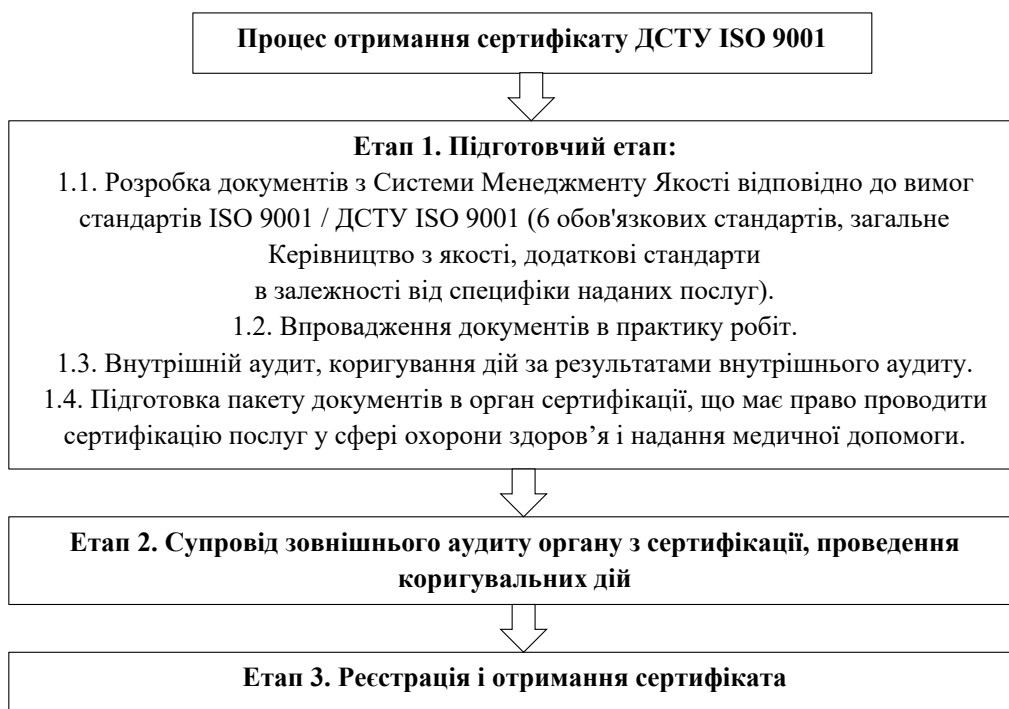 Процес отримання сертифікату ДСТУ ISO 9001
Етап 1. Підготовчий етап:
1.1. Розробка документів з Системи Менеджменту Якості відповідно до вимог
стандартів ISO 9001 / ДСТУ ISO 9001 (6 обов'язкових стандартів, загальне
Керівництво з якості, додаткові стандарти
в залежності від специфіки наданих послуг).
1.2. Впровадження документів в практику робіт.
1.3. Внутрішній аудит, коригування дій за результатами внутрішнього аудиту.
1.4. Підготовка пакету документів в орган сертифікації, що має право проводити
сертифікацію послуг у сфері охорони здоров’я і надання медичної допомоги.
Етап 2. Супровід зовнішнього аудиту органу з сертифікації, проведення
коригувальних дій
Етап 3. Реєстрація і отримання сертифіката